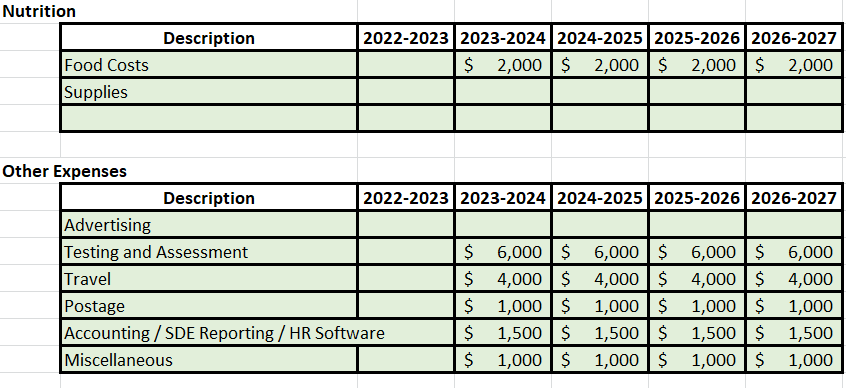 Nutrition
Description 2022-2023 2023-2024 2024-2025 2025-2026 2026-2027
Food Costs $ 2,000 $ 2,000 $ 2,000 $ 2,000
Supplies
Other Expenses
Description 2022-2023 2023-2024 2024-2025 2025-2026 2026-2027
Advertising
Testing and Assessment $ 6,000 $ 6,000 $ 6,000 $ 6,000
Travel $ 4,000 $ 4,000 $ 4,000 $ 4,000
Postage $ 1,000 $ 1,000 $ 1,000 $ 1,000
Accounting / SDE Reporting / HR Software $ 1,500 $ 1,500 $ 1,500 $ 1,500
Miscellaneous $ 1,000 $ 1,000 $ 1,000 $ 1,000